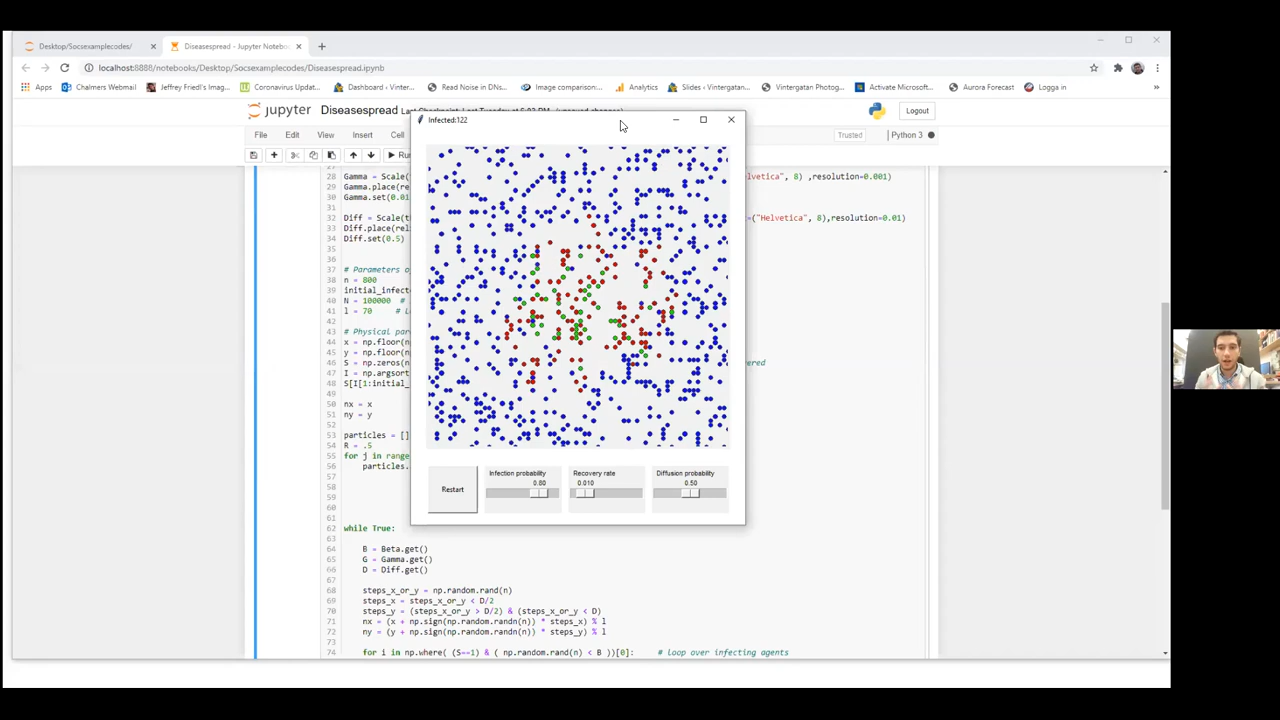 Desktop/Socsexamplecodes/
Diseasespread - Jupyter Notebo
localhost:8888/notebooks/Desktop/Socsexamplecodes/Diseasespread.ipynb
Apps
Chalmers Webmail
Jeffrey Friedl's Imag...
Coronavirus Updat...
Dashboard ‹ Winter...
Read Noise in DNs...
Image comparison:...
Analytics
Slides ‹ Vintergatan...
Vintergatan Photog...
Activate Microsoft...
Aurora Forecast
Logga in
jupyter
Diseasespread
Logout
File
Edit
View
Insert
Trusted
Python 3
Run
Infected:122
28 Gamma = Scale(
elvetica", 8) ,resolution=0.001)
29 Gamma.place(re
30 Gamma.set(0.01
31
32 Diff = Scale(t
=("Helvetica", 8),resolution=0.01)
33 Diff.place(rel
34 Diff.set(0.5)
35
36
37 # Parameters o
38 n = 800
39 initial_infect
40 N = 100000 #
41 l = 70 #
42
43 # Physical par
44 x = np.floor(n
45 y = np.floor(n
46 S = np.zeros(n
vered
47 I = np.argsort
48 S[I[1:initial_
49
50 nx = x
51 ny = y
52
53 particles = []
54 R = .5
55 for j in range
56 particles.
57
58
59
60
61
62 while True:
63
64 B = Beta.get()
65 G = Gamma.get()
66 D = Diff.get()
67
68 steps_x_or_y = np.random.rand(n)
69 steps_x = steps_x_or_y < D/2
70 steps_y = (steps_x_or_y > D/2) & (steps_x_or_y < D)
71 nx = (x + np.sign(np.random.randn(n)) * steps_x) % l
72 ny = (y + np.sign(np.random.randn(n)) * steps_y) % l
73
74 for i in np.where( (S==1) & ( np.random.rand(n) < B ))[0]: # loop over infecting agents
Restart
Infection probability
0.80
Recovery rate
0.010
Diffusion probability
0.50